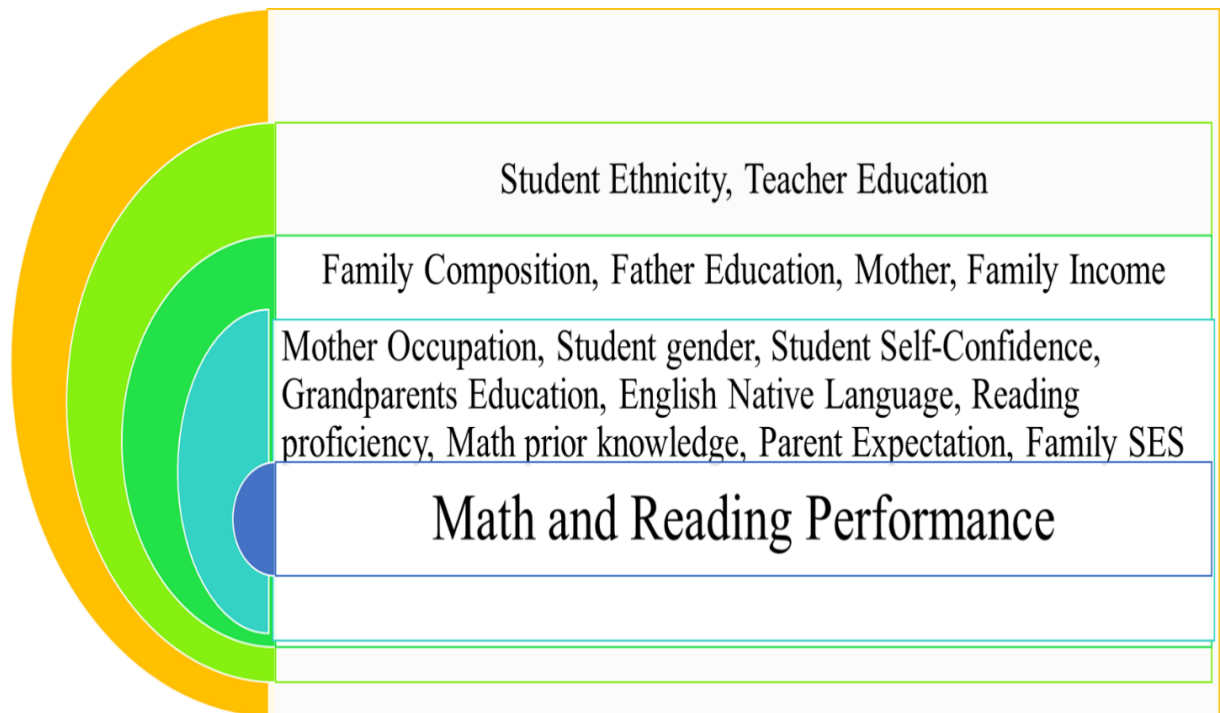 Student Ethnicity, Teacher Education
Family Composition, Father Education, Mother, Family Income
Mother Occupation, Student gender, Student Self-Confidence,
Grandparents Education, English Native Language, Reading
proficiency, Math prior knowledge, Parent Expectation, Family SES
Math and Reading Performance